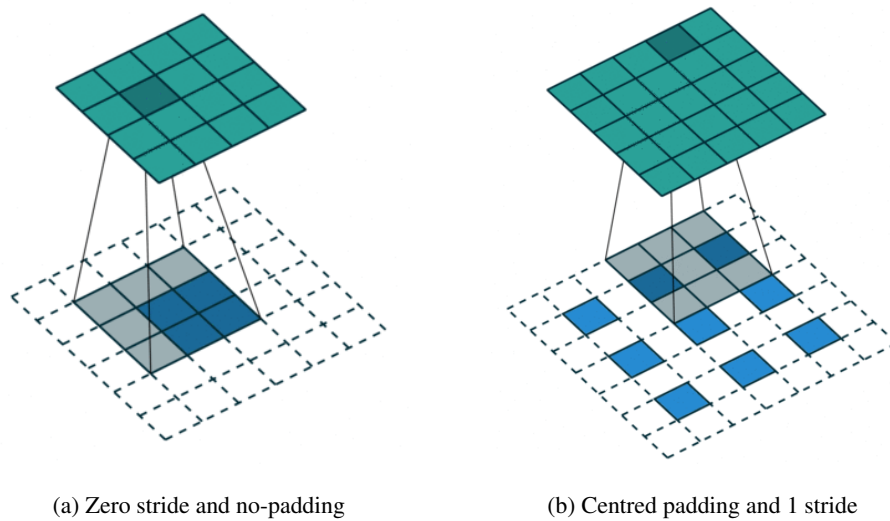 (a) Zero stride and no-padding
(b) Centred padding and 1 stride